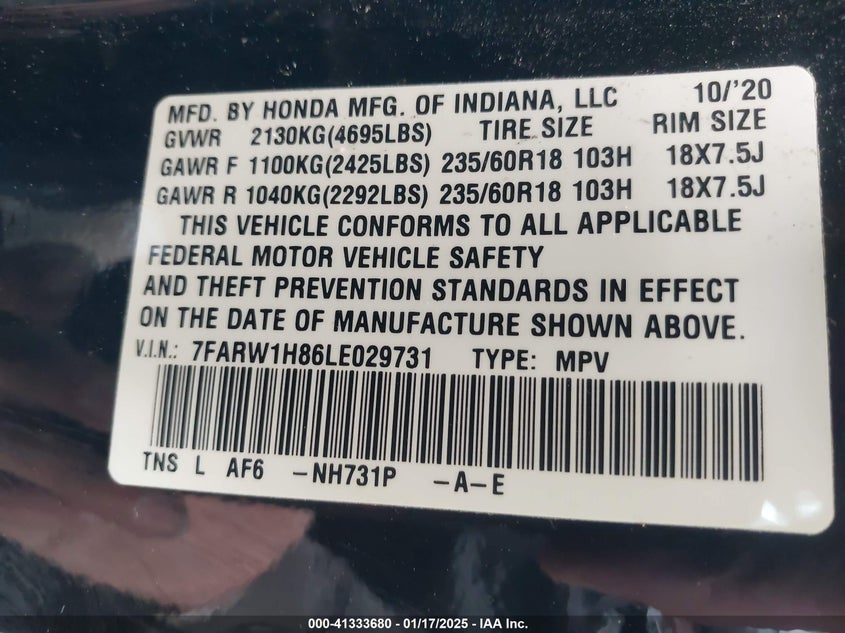 MFD. BY HONDA MFG. OF INDIANA, LLC 10/'20
GVWR 2130KG(4695LBS) TIRE SIZE RIM SIZE
GAWR F 1100KG(2425LBS) 235/60R18 103H 18X7.5J
GAWR R 1040KG(2292LBS) 235/60R18 103H 18X7.5J
THIS VEHICLE CONFORMS TO ALL APPLICABLE
FEDERAL MOTOR VEHICLE SAFETY
AND THEFT PREVENTION STANDARDS IN EFFECT
ON THE DATE OF MANUFACTURE SHOWN ABOVE.
V.I.N.: 7FARW1H86LE029731 TYPE: MPV
TNS L AF6 -NH731P -A-E
000-41333680 - 01/17/2025 - IAA Inc.